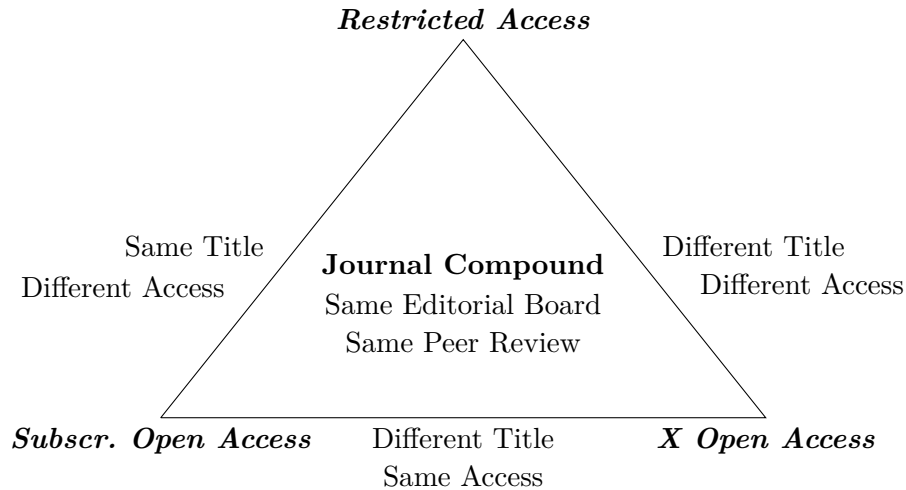 Restricted Access
Same Title
Different Access
Journal Compound
Same Editorial Board
Same Peer Review
Different Title
Different Access
Subscr. Open Access
Different Title
Same Access
X Open Access